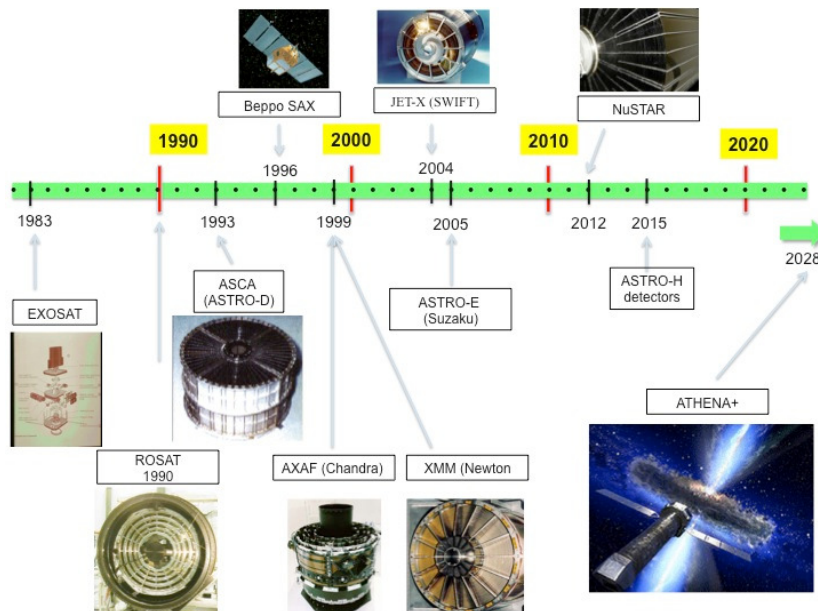 Beppo SAX
JET-X (SWIFT)
NuSTAR
1990
2000
2010
2020
1996
2004
1983
1993
1999
2005
2012
2015
2028
EXOSAT
ASCA
(ASTRO-D)
ASTRO-E
(Suzaku)
ASTRO-H
detectors
ATHENA+
ROSAT
1990
AXAF (Chandra)
XMM (Newton